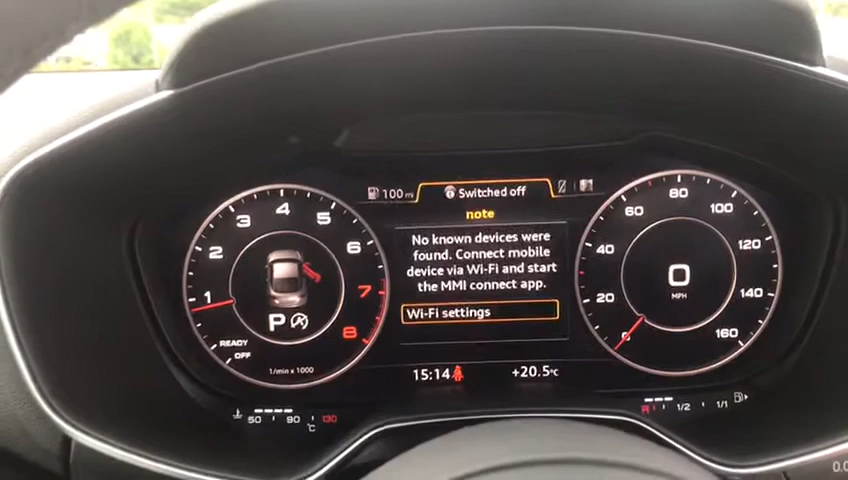 100 mi
Switched off
note
No known devices were
found. Connect mobile
device via Wi-Fi and start
the MMI connect app.
Wi-Fi settings
15:14
+20.5°C
1
2
3
4
5
6
7
8
P
READY
OFF
1/min x 1000
0
20
40
60
80
100
120
140
160
0
MPH
50
90
130
°C
R
1/2
1/1